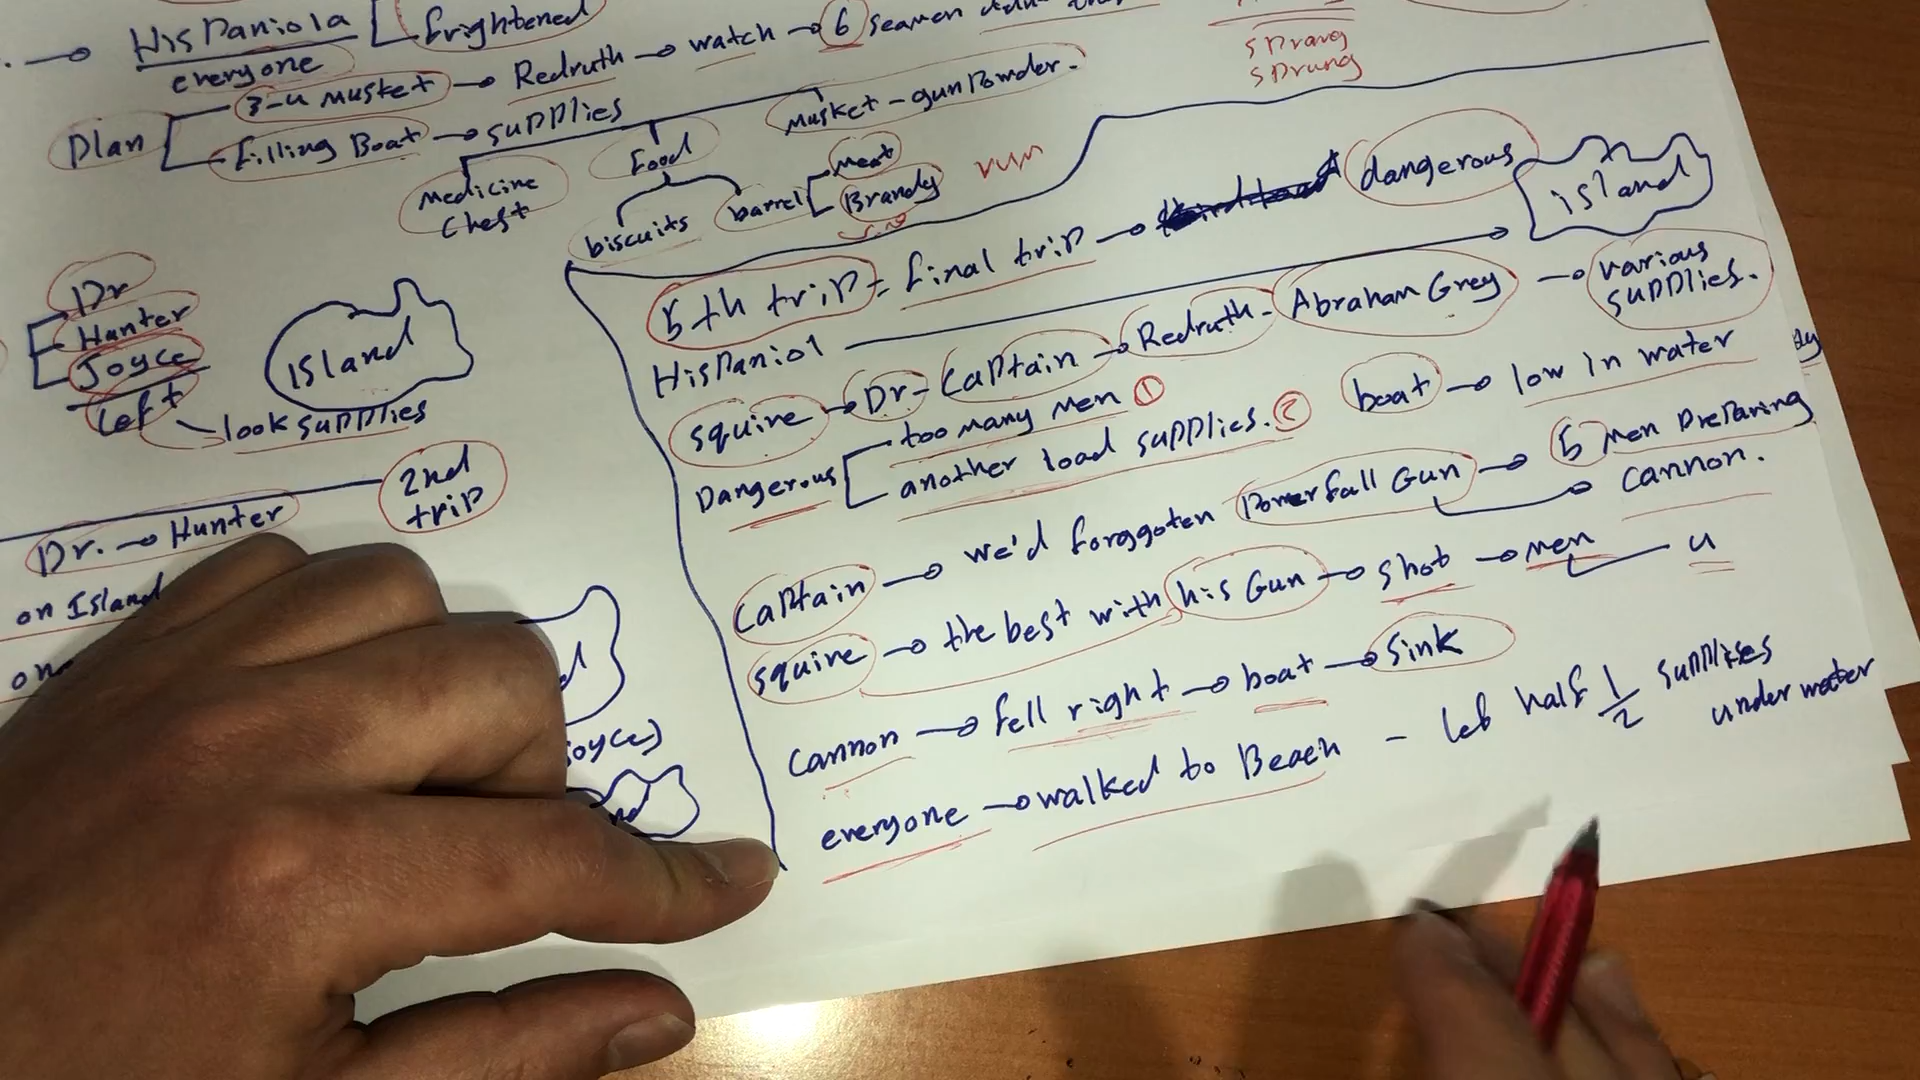 Hispaniola
frightened
everyone
Plan
3-4 musket → Redruth → watch → 6 seamen
filling Boat → supplies
medicine chest
Food
musket - gunpowder.
biscuits
barrel
meat
Brandy
rum
sprang
sprung
Dr
Hunter
Joyce
left
look supplies
Island
2nd trip
Dr. → Hunter
on Island
5th trip = final trip → dangerous
Hispaniol → island
squire → Dr - Captain → Redruth - Abraham Grey → various supplies.
Dangerous
too many men ①
another load supplies. ②
boat → low in water
Captain → we'd forggoten Powerfull Gun → 5 men preparing
cannon.
squire → the best with his Gun → shot → men 4
cannon → fell right → boat → Sink
everyone → walked to Beach - left half 1/2 supplies
under water